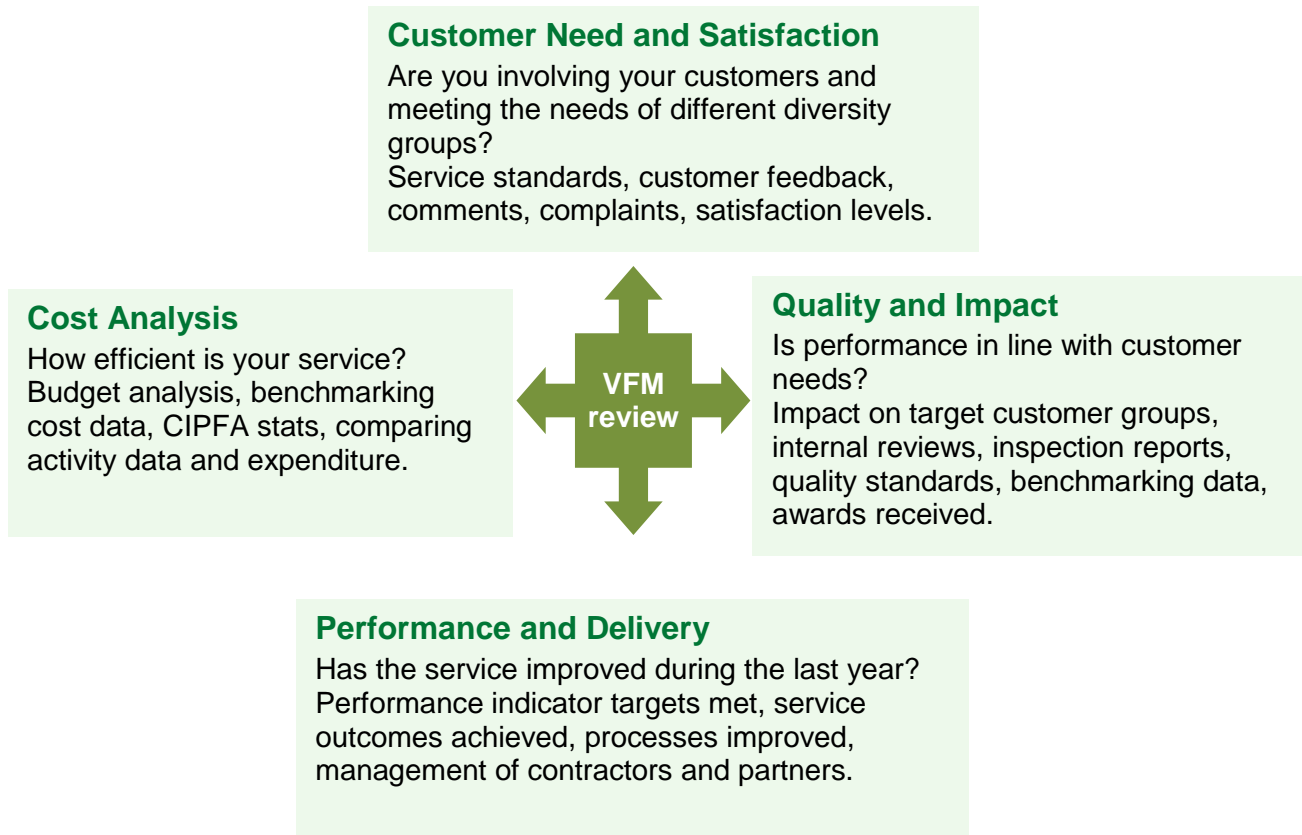 Customer Need and Satisfaction
Are you involving your customers and
meeting the needs of different diversity
groups?
Service standards, customer feedback,
comments, complaints, satisfaction levels.
Cost Analysis
How efficient is your service?
Budget analysis, benchmarking
cost data, CIPFA stats, comparing
activity data and expenditure.
VFM
review
Quality and Impact
Is performance in line with customer
needs?
Impact on target customer groups,
internal reviews, inspection reports,
quality standards, benchmarking data,
awards received.
Performance and Delivery
Has the service improved during the last year?
Performance indicator targets met, service
outcomes achieved, processes improved,
management of contractors and partners.